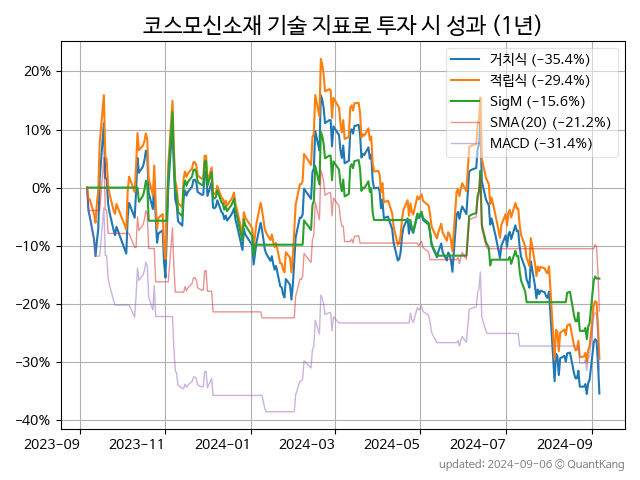 코스모신소재 기술 지표로 투자 시 성과 (1년)
거치식 (−35.4%)
적립식 (−29.4%)
SigM (−15.6%)
SMA(20) (−21.2%)
MACD (−31.4%)
20%
10%
0%
−10%
−20%
−30%
−40%
2023-09 2023-11 2024-01 2024-03 2024-05 2024-07 2024-09
updated: 2024-09-06 © QuantKang